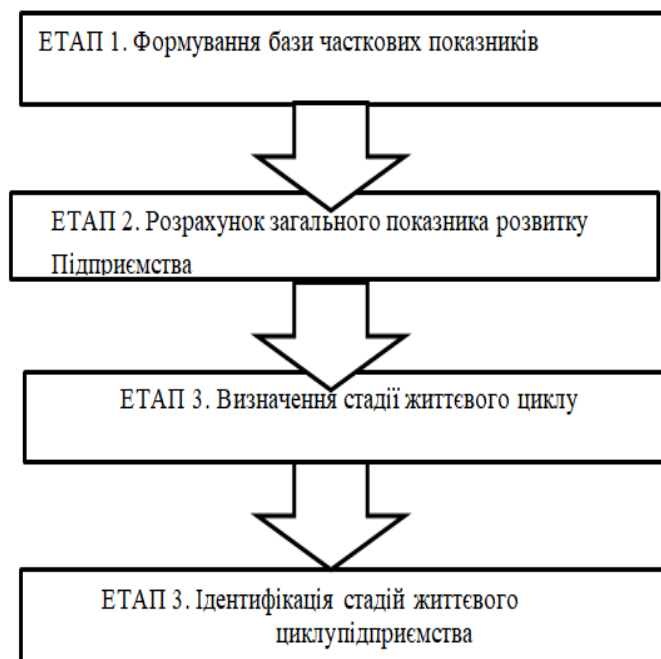 ЕТАП 1. Формування бази часткових показників
ЕТАП 2. Розрахунок загального показника розвитку
Підприємства
ЕТАП 3. Визначення стадії життєвого циклу
ЕТАП 3. Ідентифікація стадій життєвого
циклупідприємства